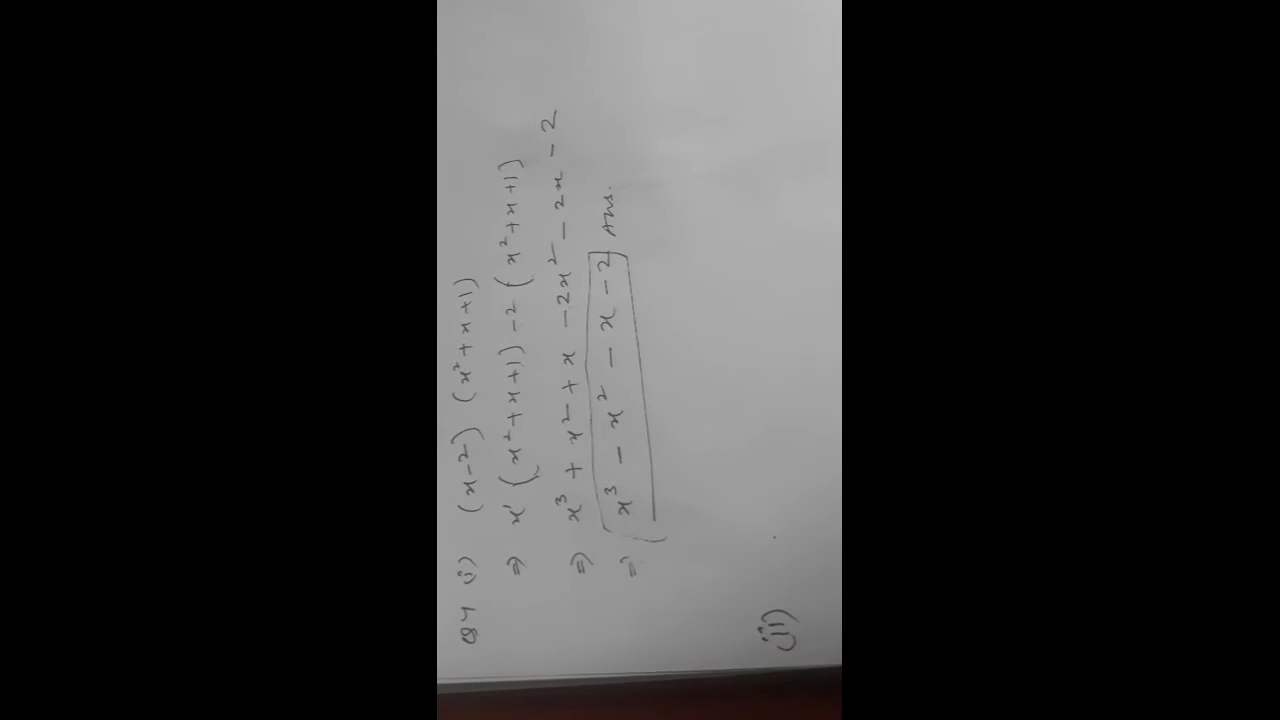 Q4 (i) (x-2) (x²+x+1)
⇒ x' (x²+x+1) -2 (x²+x+1)
⇒ x³ + x² + x -2x² - 2x - 2
⇒ x³ - x² - x - 2 Ans.
(ii)